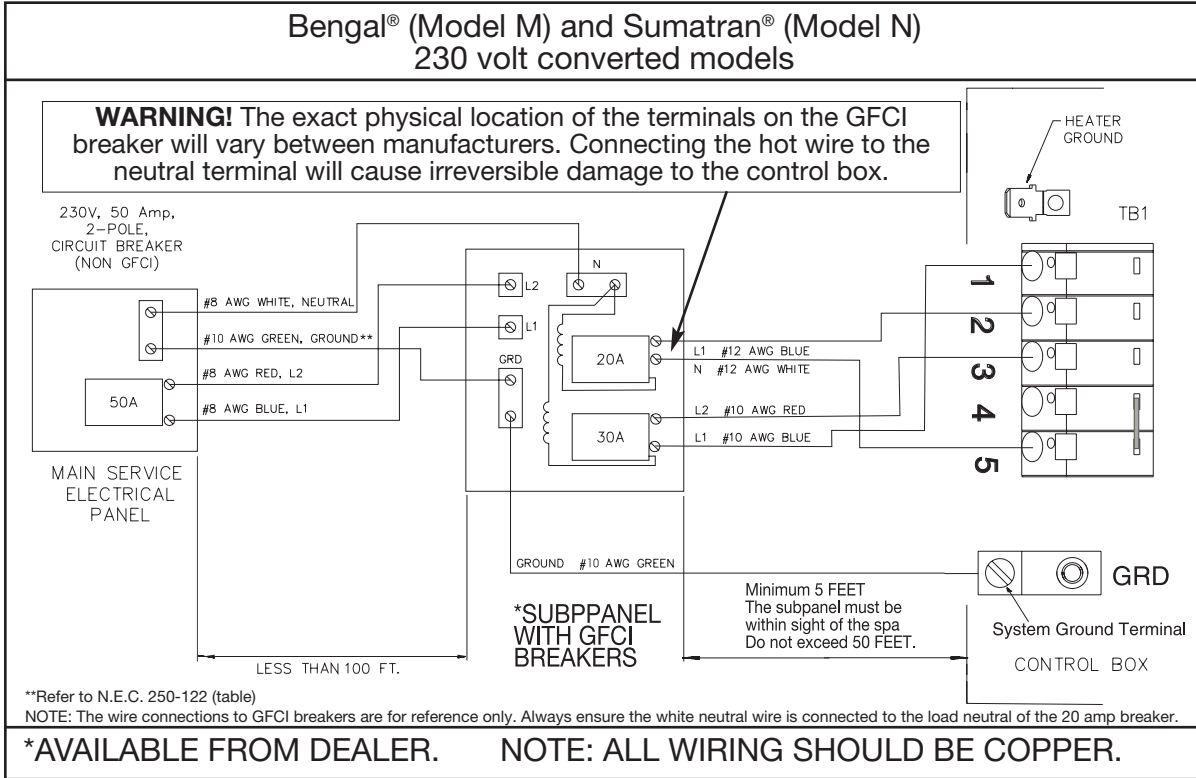 Bengal® (Model M) and Sumatran® (Model N)
230 volt converted models
WARNING! The exact physical location of the terminals on the GFCI
breaker will vary between manufacturers. Connecting the hot wire to the
neutral terminal will cause irreversible damage to the control box.
HEATER
GROUND
TB1
230V, 50 Amp,
2-POLE,
CIRCUIT BREAKER
(NON GFCI)
N
L2
L1
GRD
#8 AWG WHITE, NEUTRAL
#10 AWG GREEN, GROUND**
#8 AWG RED, L2
#8 AWG BLUE, L1
50A
20A
30A
L1 #12 AWG BLUE
N #12 AWG WHITE
L2 #10 AWG RED
L1 #10 AWG BLUE
1
2
3
4
5
MAIN SERVICE
ELECTRICAL
PANEL
GROUND #10 AWG GREEN
*SUBPPANEL
WITH GFCI
BREAKERS
Minimum 5 FEET
The subpanel must be
within sight of the spa
Do not exceed 50 FEET.
GRD
System Ground Terminal
CONTROL BOX
LESS THAN 100 FT.
**Refer to N.E.C. 250-122 (table)
NOTE: The wire connections to GFCI breakers are for reference only. Always ensure the white neutral wire is connected to the load neutral of the 20 amp breaker.
*AVAILABLE FROM DEALER. NOTE: ALL WIRING SHOULD BE COPPER.